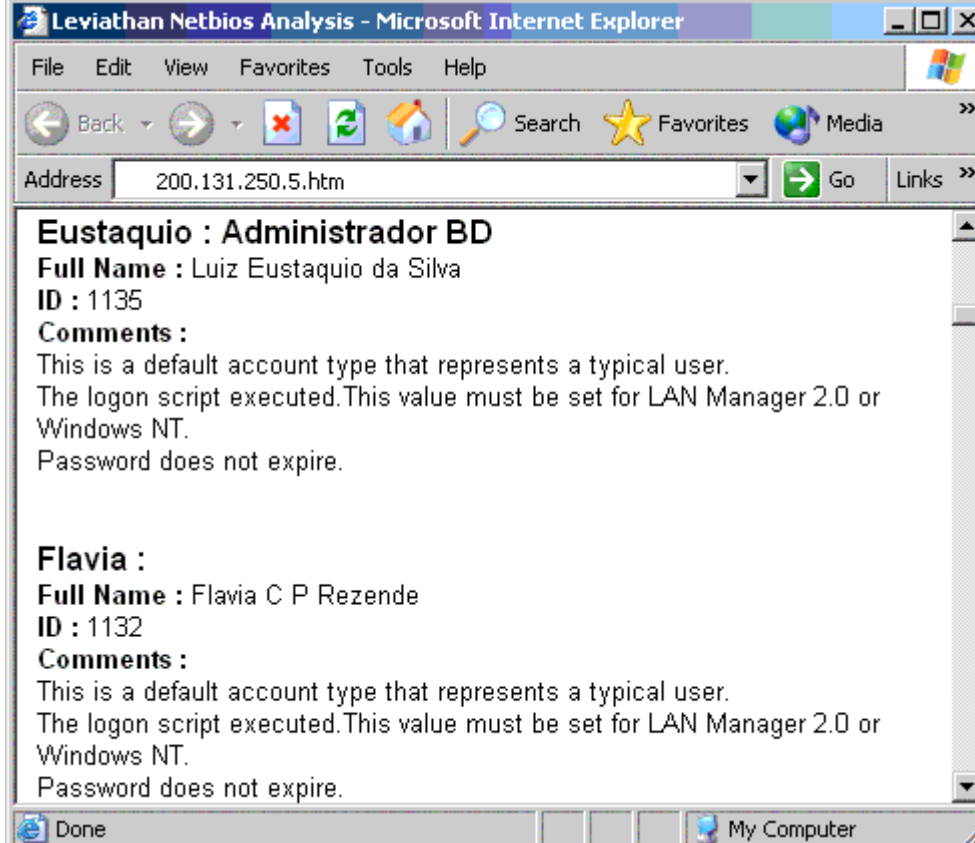 Leviathan Netbios Analysis - Microsoft Internet Explorer
File Edit View Favorites Tools Help
Back Search Favorites Media »
Address 200.131.250.5.htm Go Links »
Eustaquio : Administrador BD
Full Name : Luiz Eustaquio da Silva
ID : 1135
Comments :
This is a default account type that represents a typical user.
The logon script executed.This value must be set for LAN Manager 2.0 or
Windows NT.
Password does not expire.
Flavia :
Full Name : Flavia C P Rezende
ID : 1132
Comments :
This is a default account type that represents a typical user.
The logon script executed.This value must be set for LAN Manager 2.0 or
Windows NT.
Password does not expire.
Done My Computer